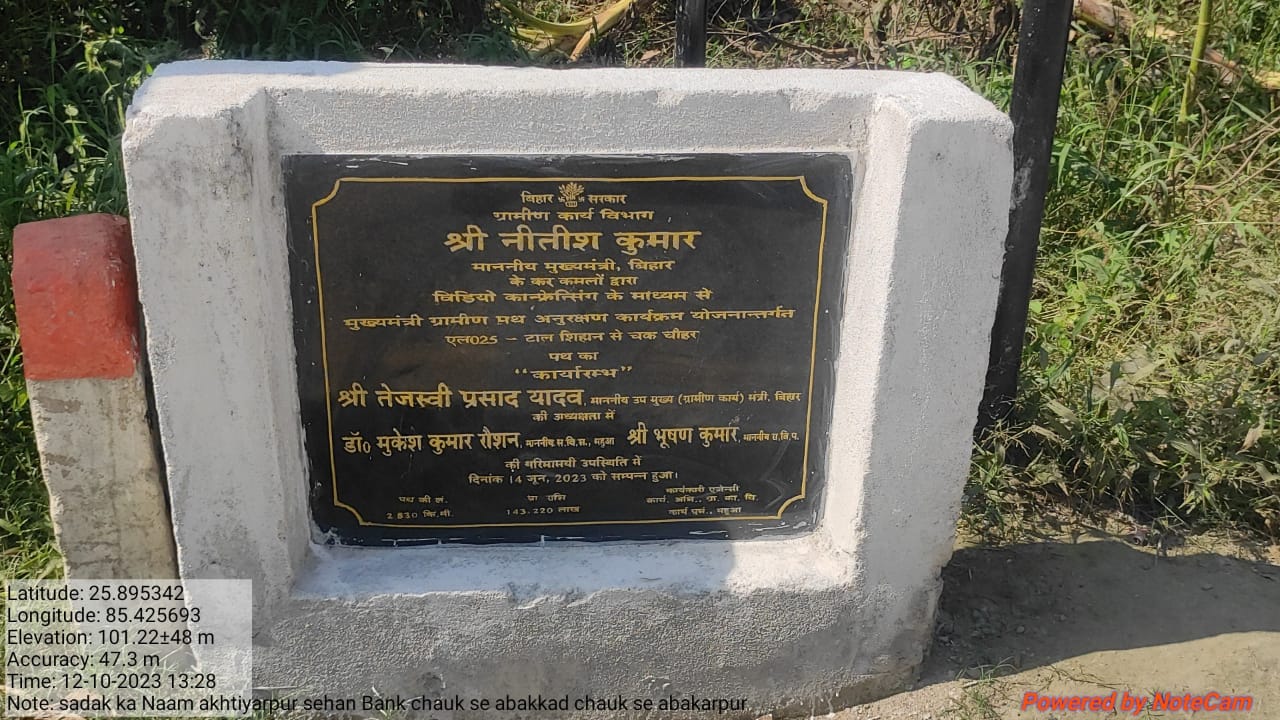 बिहार सरकार
ग्रामीण कार्य विभाग
श्री नीतीश कुमार
माननीय मुख्यमंत्री, बिहार
के कर कमलों द्वारा
विडियो कान्फ्रेन्सिंग के माध्यम से
मुख्यमंत्री ग्रामीण पथ अनुरक्षण कार्यक्रम योजनान्तर्गत
एल025 - टाल शिहान से चक चौहर
पथ का
“कार्यारम्भ”
श्री तेजस्वी प्रसाद यादव, माननीय उप मुख्य (ग्रामीण कार्य) मंत्री, बिहार
की अध्यक्षता में
डॉ0 मुकेश कुमार रौशन, माननीय स.वि.स., महुआ श्री भूषण कुमार, माननीय स.वि.प.
की गरिमामयी उपस्थिति में
दिनांक 14 जून, 2023 को सम्पन्न हुआ।
पथ की लं. प्रा. राशि कार्यकारी एजेन्सी
कार्य. अभि., ग्रा. का. वि.
2.830 कि.मी. 143.220 लाख कार्य प्रमं., महुआ
Latitude: 25.895342
Longitude: 85.425693
Elevation: 101.22±48 m
Accuracy: 47.3 m
Time: 12-10-2023 13:28
Note: sadak ka Naam akhtiyarpur sehan Bank chauk se abakkad chauk se abakarpur
Powered by NoteCam